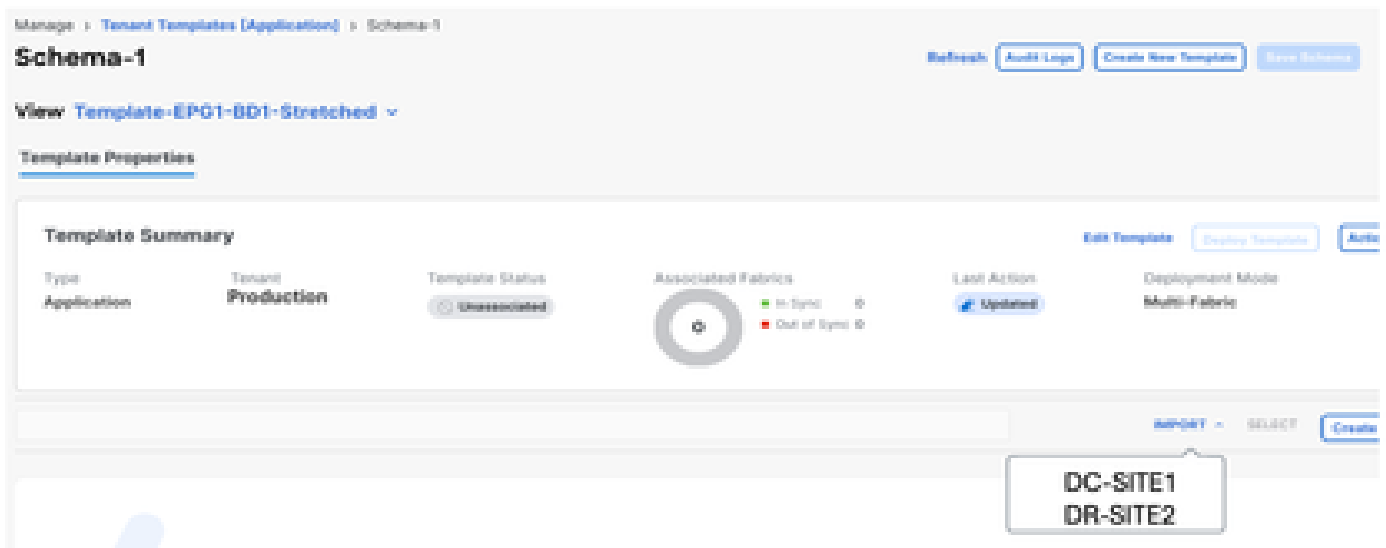 Manage > Tenant Templates [Application] > Schema-1
Schema-1
Refresh Audit Logs Create New Template Save Schema
View Template-EPG1-BD1-Stretched
Template Properties
Template Summary
Edit Template Deploy Template Actio
Type Tenant Template Status Associated Fabrics Last Action Deployment Mode
Application Production Unassociated 0 In Sync 0 Updated Multi-Fabric
Out of Sync 0
IMPORT SELECT Create
DC-SITE1
DR-SITE2